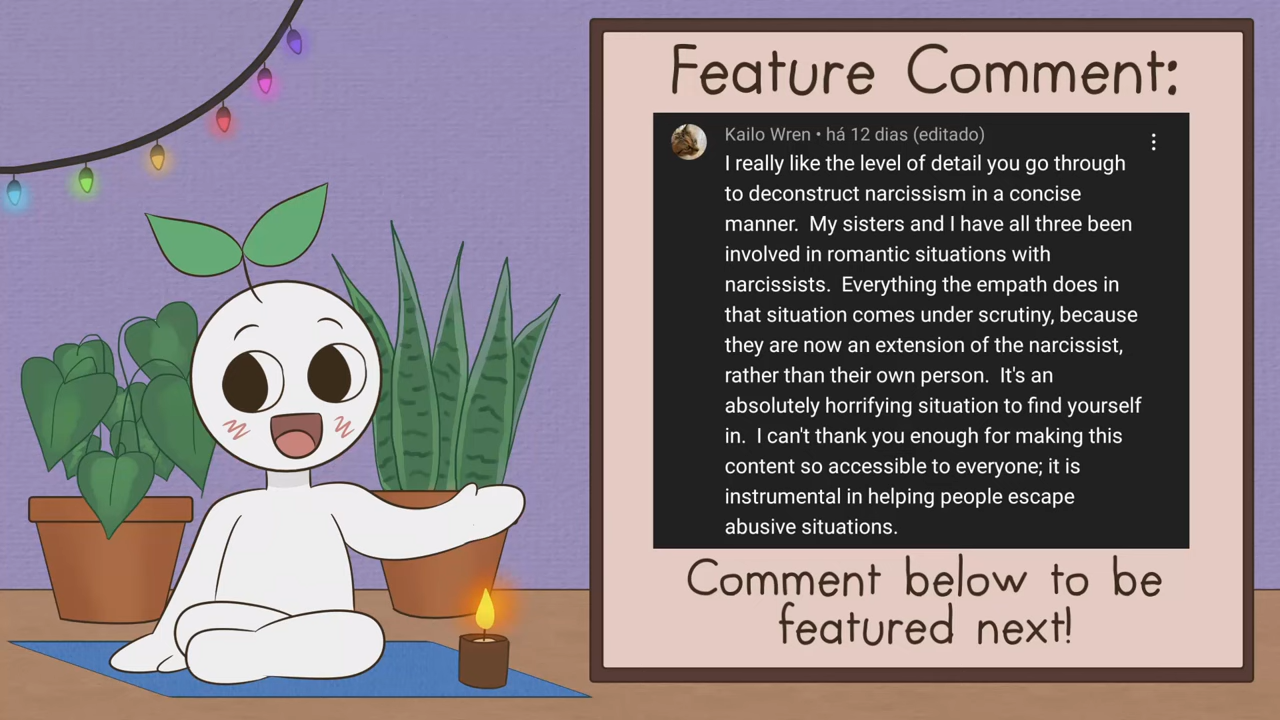 Feature Comment:
Kailo Wren • há 12 dias (editado)
I really like the level of detail you go through
to deconstruct narcissism in a concise
manner.  My sisters and I have all three been
involved in romantic situations with
narcissists.  Everything the empath does in
that situation comes under scrutiny, because
they are now an extension of the narcissist,
rather than their own person.  It's an
absolutely horrifying situation to find yourself
in.  I can't thank you enough for making this
content so accessible to everyone; it is
instrumental in helping people escape
abusive situations.
Comment below to be
featured next!